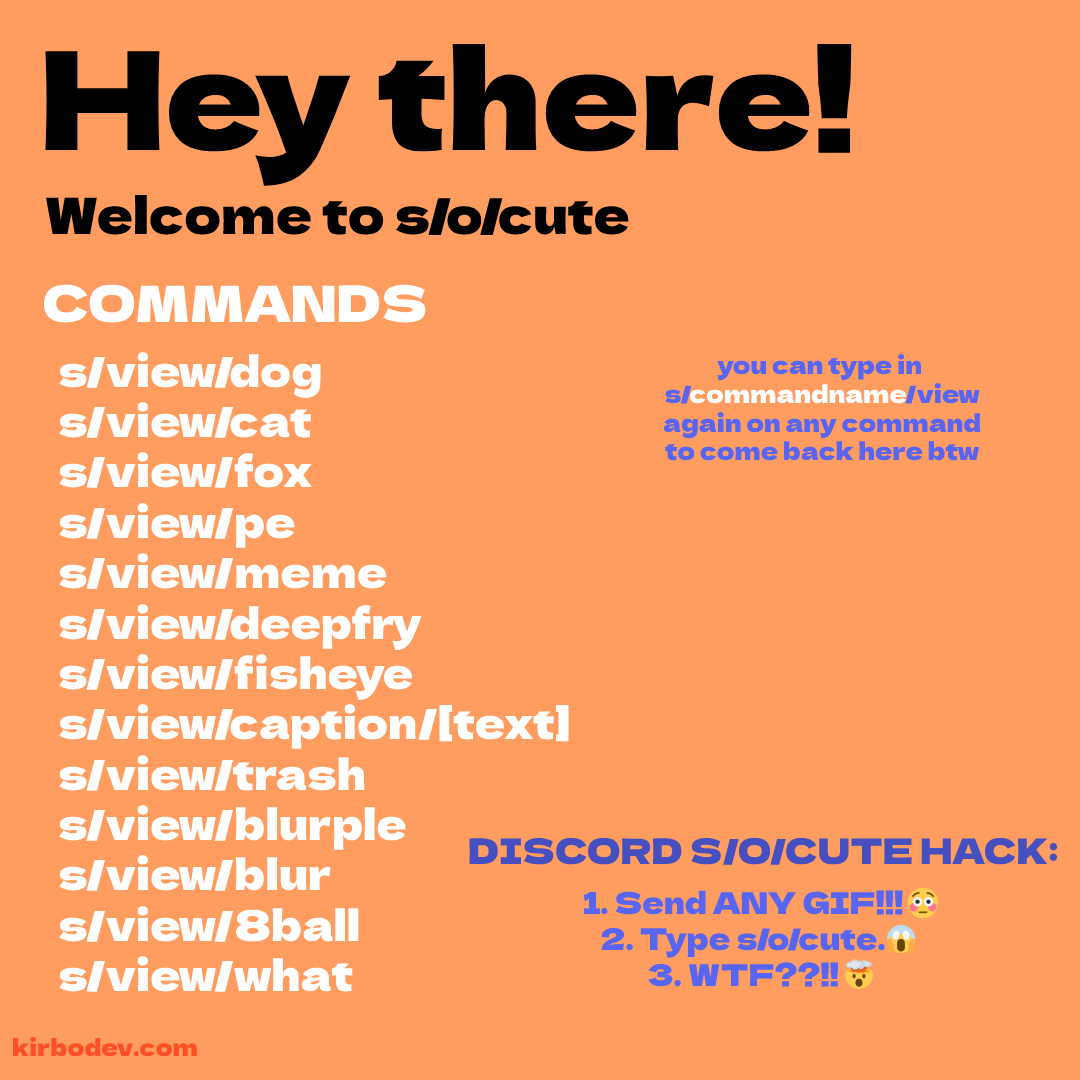 Hey there!
Welcome to s/o/cute
COMMANDS
s/view/dog
s/view/cat
s/view/fox
s/view/pe
s/view/meme
s/view/deepfry
s/view/fisheye
s/view/caption/[text]
s/view/trash
s/view/blurple
s/view/blur
s/view/8ball
s/view/what
you can type in
s/commandname/view
again on any command
to come back here btw
DISCORD S/O/CUTE HACK:
1. Send ANY GIF!!!😳
2. Type s/o/cute.😱
3. WTF??!!🤯
kirbodev.com